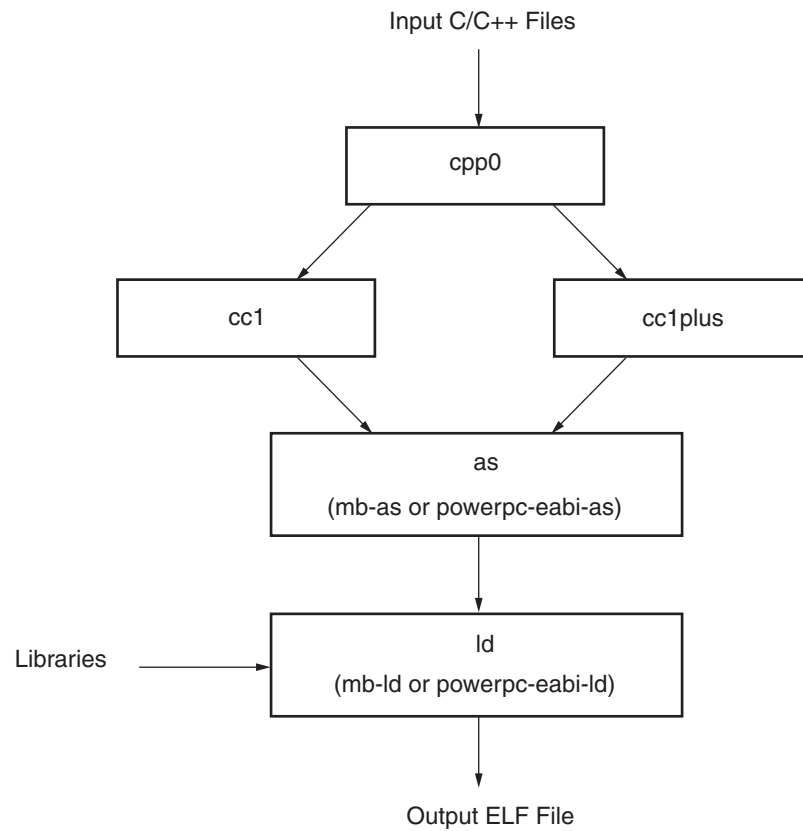 Input C/C++ Files
cpp0
cc1
cc1plus
as
(mb-as or powerpc-eabi-as)
ld
(mb-ld or powerpc-eabi-ld)
Libraries
Output ELF File